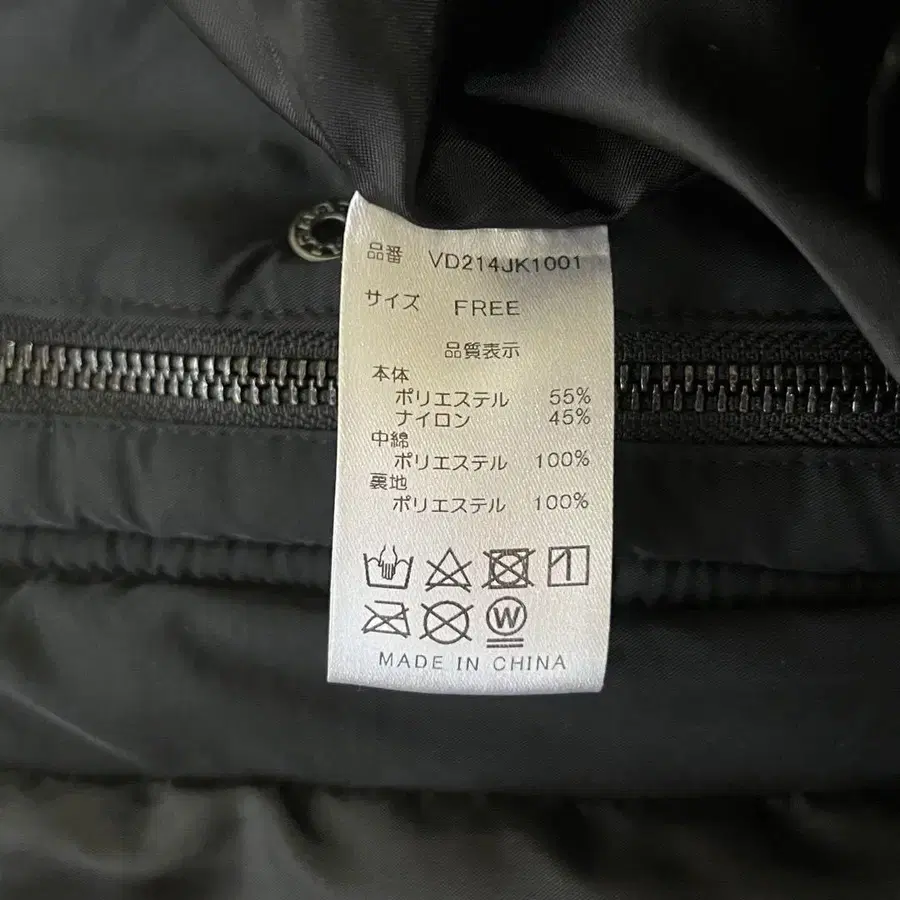 品番 VD214JK1001
サイズ FREE
品質表示
本体
ポリエステル 55%
ナイロン 45%
中綿
ポリエステル 100%
裏地
ポリエステル 100%
W
MADE IN CHINA